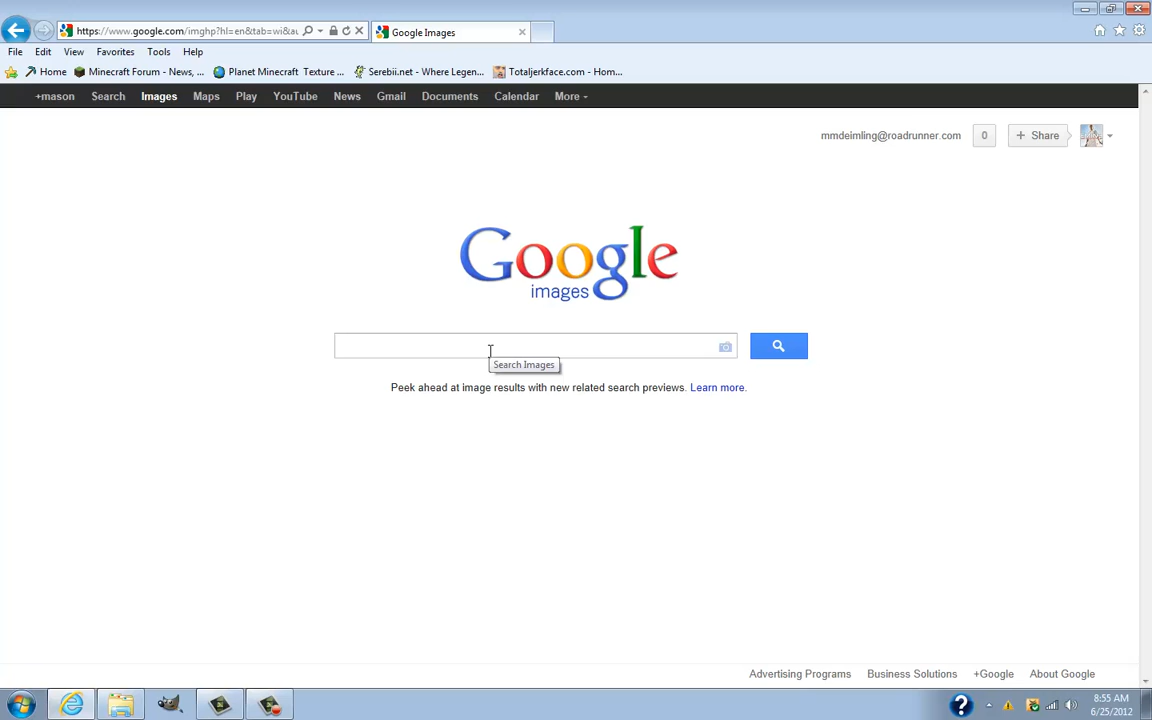 https://www.google.com/imghp?hl=en&tab=wi&au
Google Images
File Edit View Favorites Tools Help
Home Minecraft Forum - News, ... Planet Minecraft Texture ... Serebii.net - Where Legen... Totaljerkface.com - Hom...
+mason Search Images Maps Play YouTube News Gmail Documents Calendar More
mmdeimling@roadrunner.com 0 + Share
Google
images
Search Images
Peek ahead at image results with new related search previews. Learn more.
Advertising Programs Business Solutions +Google About Google
8:55 AM
6/25/2012